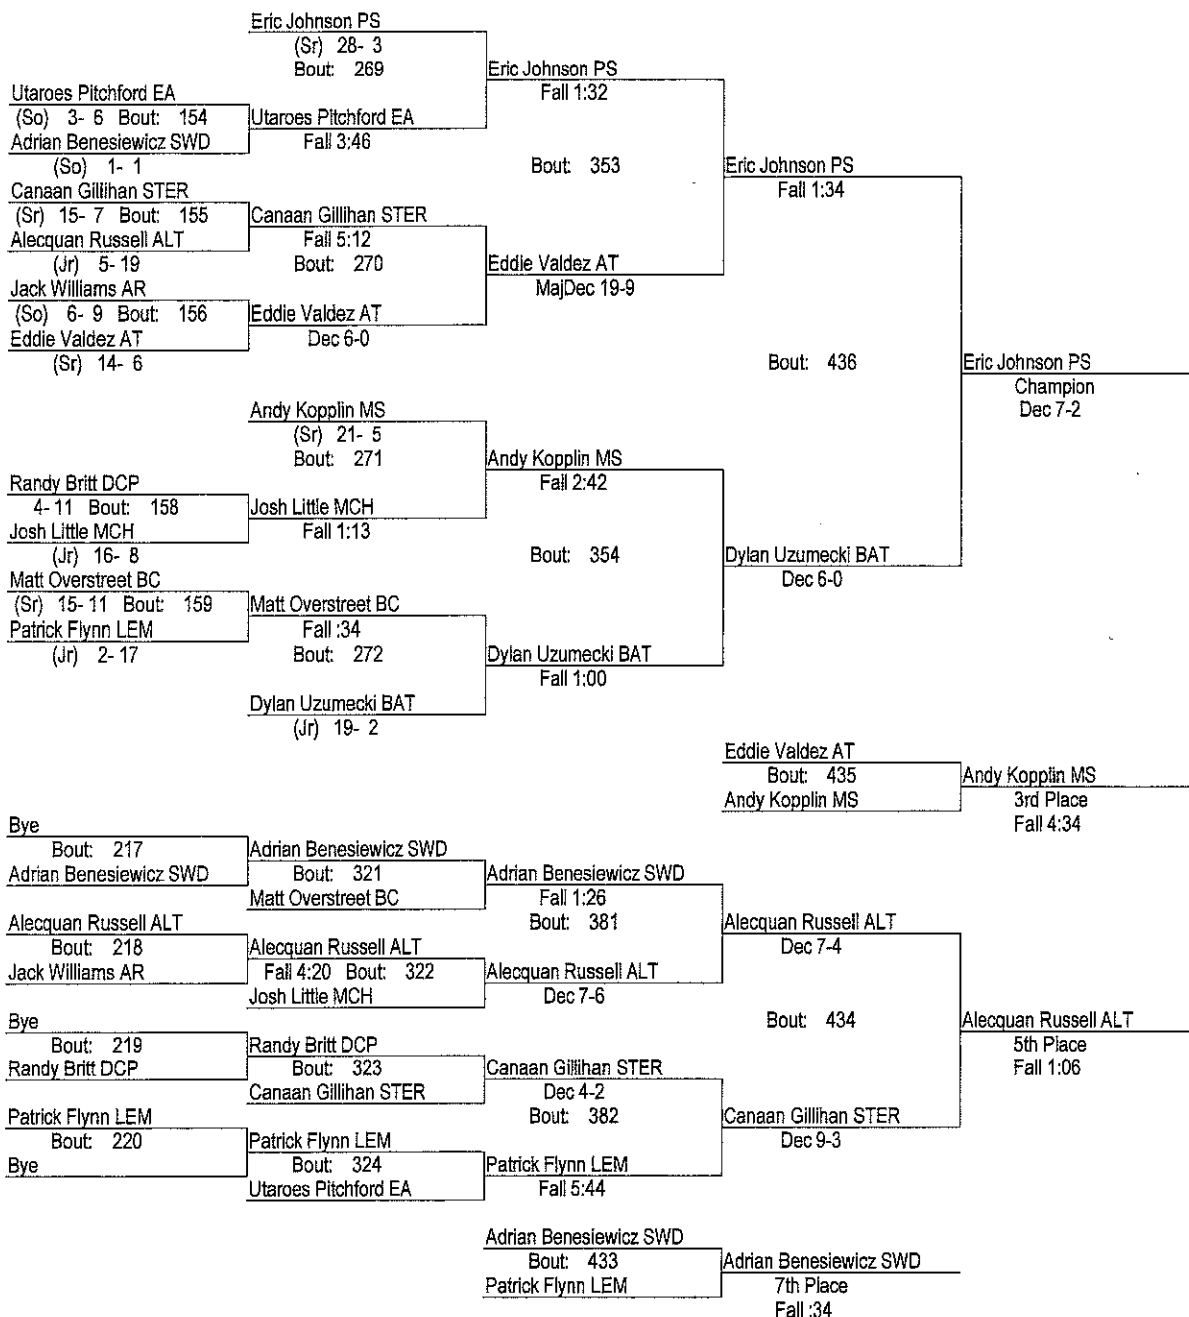 Eric Johnson PS
(Sr) 28- 3
Bout: 269
Eric Johnson PS
Fall 1:32
Utaroes Pitchford EA
(So) 3- 6 Bout: 154
Utaroes Pitchford EA
Adrian Benesiewicz SWD
Fall 3:46
(So) 1- 1
Bout: 353
Eric Johnson PS
Fall 1:34
Canaan Gillihan STER
(Sr) 15- 7 Bout: 155
Canaan Gillihan STER
Alecquan Russell ALT
Fall 5:12
(Jr) 5- 19
Bout: 270
Eddie Valdez AT
MajDec 19-9
Jack Williams AR
(So) 6- 9 Bout: 156
Eddie Valdez AT
Eddie Valdez AT
Dec 6-0
(Sr) 14- 6
Bout: 436
Eric Johnson PS
Champion
Dec 7-2
Andy Kopplin MS
(Sr) 21- 5
Bout: 271
Andy Kopplin MS
Fall 2:42
Randy Britt DCP
4- 11 Bout: 158
Josh Little MCH
Josh Little MCH
Fall 1:13
(Jr) 16- 8
Bout: 354
Dylan Uzumecki BAT
Dec 6-0
Matt Overstreet BC
(Sr) 15- 11 Bout: 159
Matt Overstreet BC
Patrick Flynn LEM
Fall :34
(Jr) 2- 17
Bout: 272
Dylan Uzumecki BAT
Fall 1:00
Dylan Uzumecki BAT
(Jr) 19- 2
Eddie Valdez AT
Bout: 435
Andy Kopplin MS
Andy Kopplin MS
3rd Place
Fall 4:34
Bye
Bout: 217
Adrian Benesiewicz SWD
Adrian Benesiewicz SWD
Bout: 321
Adrian Benesiewicz SWD
Matt Overstreet BC
Fall 1:26
Bout: 381
Alecquan Russell ALT
Dec 7-4
Alecquan Russell ALT
Bout: 218
Alecquan Russell ALT
Jack Williams AR
Fall 4:20 Bout: 322
Alecquan Russell ALT
Josh Little MCH
Dec 7-6
Bout: 434
Alecquan Russell ALT
5th Place
Fall 1:06
Bye
Bout: 219
Randy Britt DCP
Randy Britt DCP
Bout: 323
Canaan Gillihan STER
Canaan Gillihan STER
Dec 4-2
Bout: 382
Canaan Gillihan STER
Dec 9-3
Patrick Flynn LEM
Bout: 220
Patrick Flynn LEM
Bye
Bout: 324
Patrick Flynn LEM
Utaroes Pitchford EA
Fall 5:44
Adrian Benesiewicz SWD
Bout: 433
Adrian Benesiewicz SWD
Patrick Flynn LEM
7th Place
Fall :34